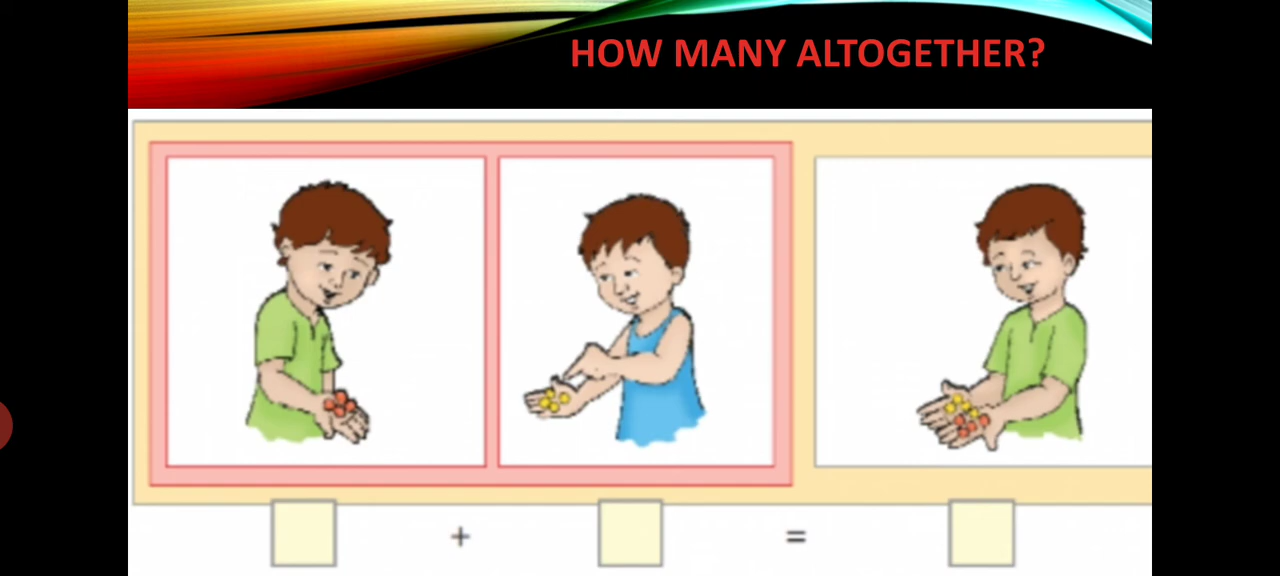 HOW MANY ALTOGETHER?
+ =